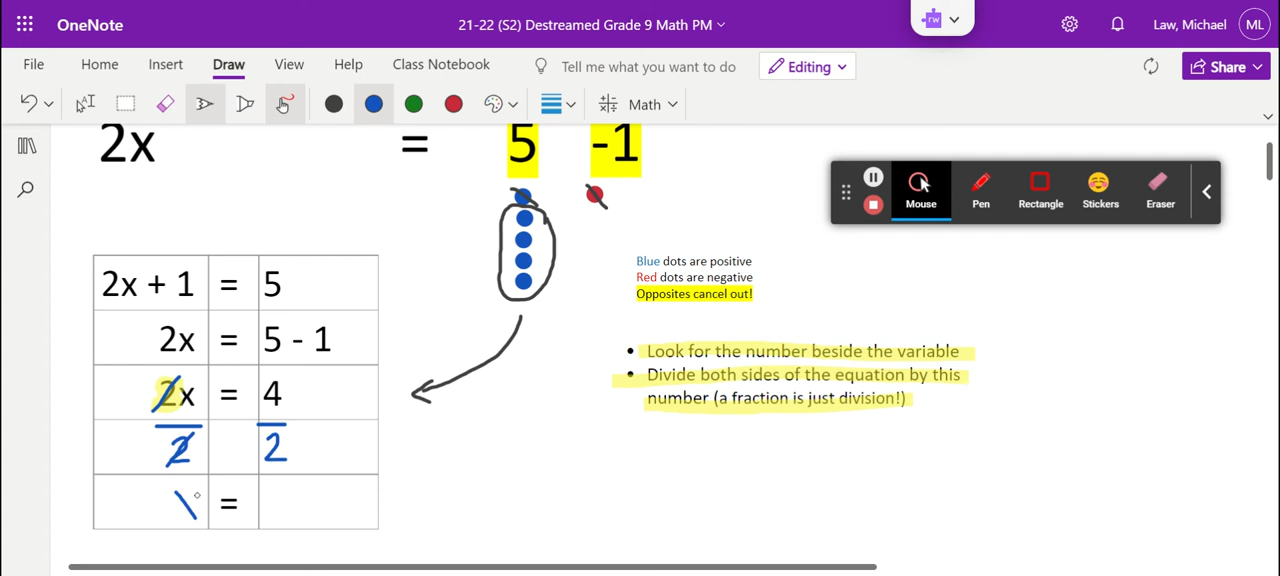 OneNote
21-22 (S2) Destreamed Grade 9 Math PM
rw
Law, Michael
ML
File
Home
Insert
Draw
View
Help
Class Notebook
Tell me what you want to do
Editing
Share
Math
2x = 5 -1
Mouse
Pen
Rectangle
Stickers
Eraser
Blue dots are positive
Red dots are negative
Opposites cancel out!
2x + 1 = 5
2x = 5 - 1
2x = 4
2 2
=
• Look for the number beside the variable
• Divide both sides of the equation by this
number (a fraction is just division!)